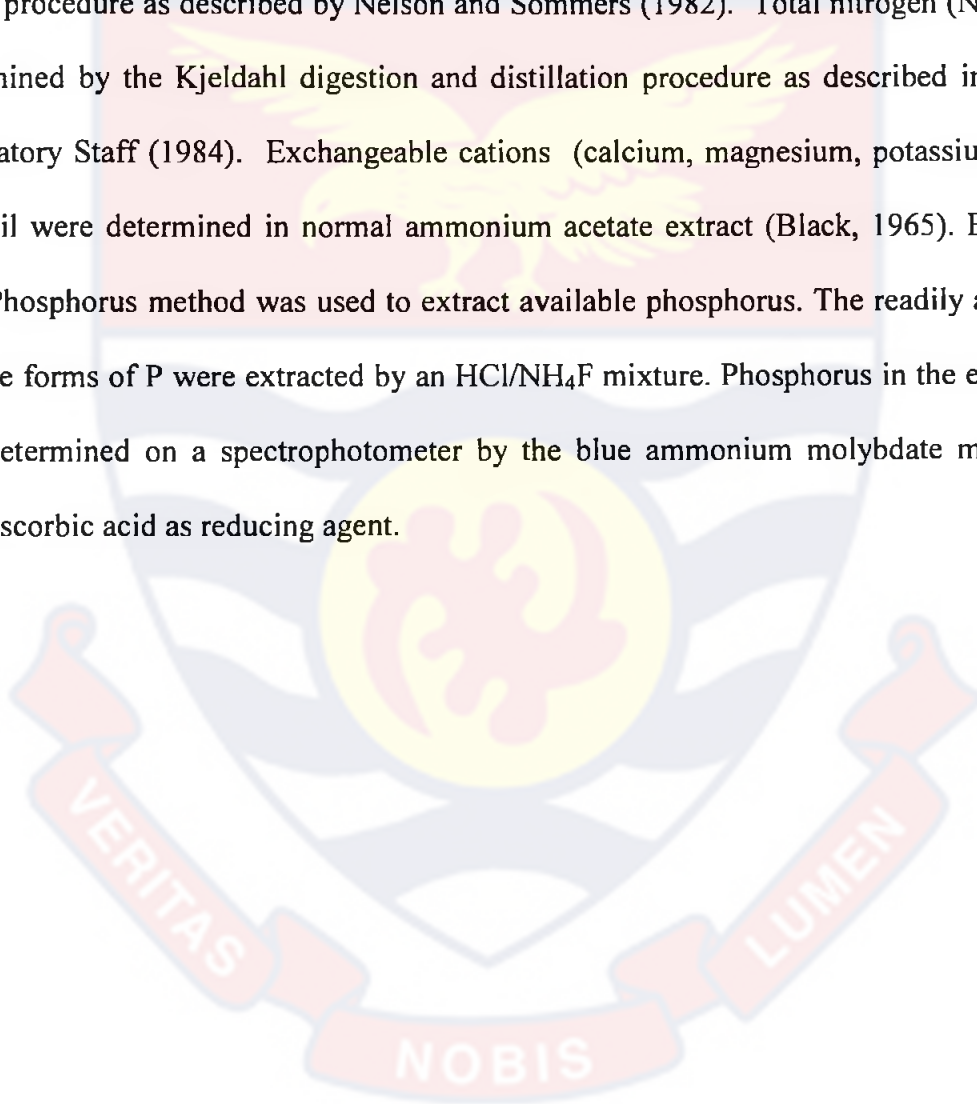 procedure as described by Nelson and Sommers (1982). Total nitrogen (N
nined by the Kjeldahl digestion and distillation procedure as described in
atory Staff (1984). Exchangeable cations (calcium, magnesium, potassiu
il were determined in normal ammonium acetate extract (Black, 1965). B
Phosphorus method was used to extract available phosphorus. The readily a
e forms of P were extracted by an HCl/NH₄F mixture. Phosphorus in the e
etermined on a spectrophotometer by the blue ammonium molybdate m
scorbic acid as reducing agent.
VERITAS
NOBIS
LUMEN